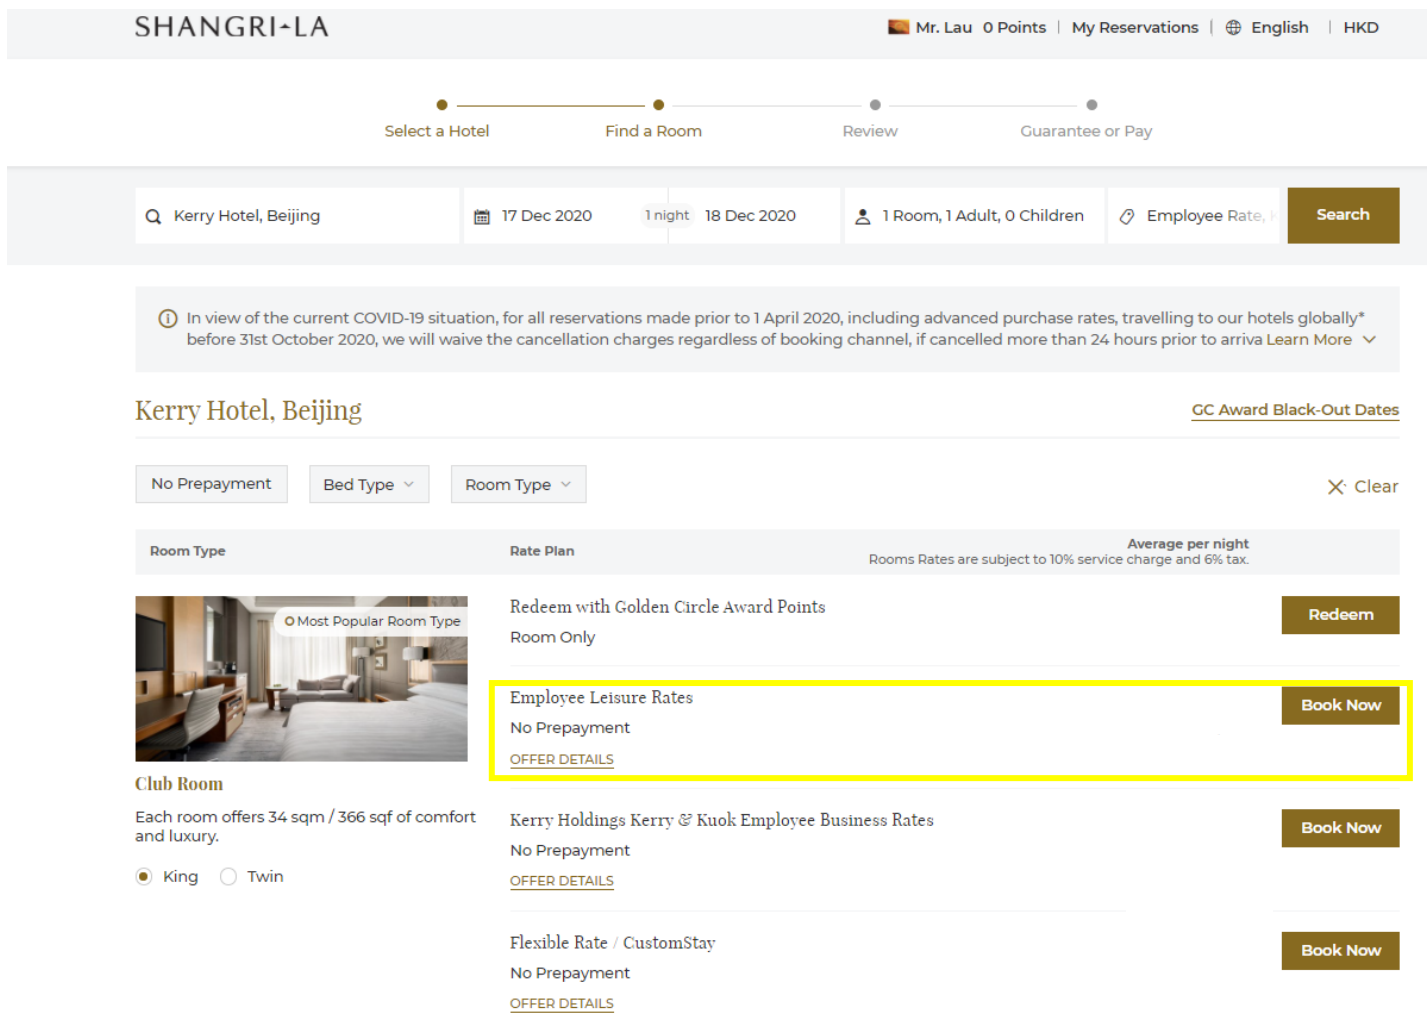 SHANGRI-LA
Mr. Lau 0 Points | My Reservations | English | HKD
Select a Hotel
Find a Room
Review
Guarantee or Pay
Kerry Hotel, Beijing
17 Dec 2020
1 night
18 Dec 2020
1 Room, 1 Adult, 0 Children
Employee Rate,
Search
In view of the current COVID-19 situation, for all reservations made prior to 1 April 2020, including advanced purchase rates, travelling to our hotels globally*
before 31st October 2020, we will waive the cancellation charges regardless of booking channel, if cancelled more than 24 hours prior to arriva Learn More
Kerry Hotel, Beijing
GC Award Black-Out Dates
No Prepayment
Bed Type
Room Type
Clear
Room Type
Rate Plan
Average per night
Rooms Rates are subject to 10% service charge and 6% tax.
Most Popular Room Type
Club Room
Each room offers 34 sqm / 366 sqf of comfort
and luxury.
King
Twin
Redeem with Golden Circle Award Points
Room Only
Redeem
Employee Leisure Rates
No Prepayment
OFFER DETAILS
Book Now
Kerry Holdings Kerry & Kuok Employee Business Rates
No Prepayment
OFFER DETAILS
Book Now
Flexible Rate / CustomStay
No Prepayment
OFFER DETAILS
Book Now